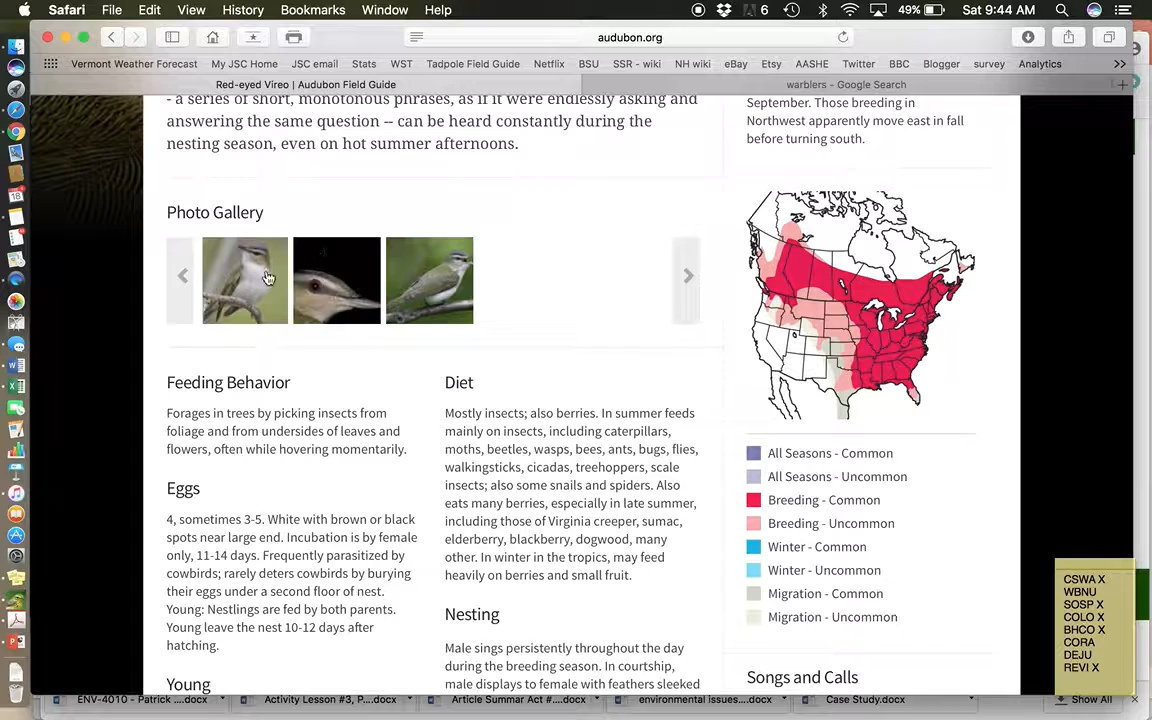 Safari File Edit View History Bookmarks Window Help 6 49% Sat 9:44 AM
audubon.org
Vermont Weather Forecast My JSC Home JSC email Stats WST Tadpole Field Guide Netflix BSU SSR - wiki NH wiki eBay Etsy AASHE Twitter BBC Blogger survey Analytics >>
Red-eyed Vireo | Audubon Field Guide warblers - Google Search
- a series of short, monotonous phrases, as if it were endlessly asking and
answering the same question -- can be heard constantly during the
nesting season, even on hot summer afternoons.
September. Those breeding in
Northwest apparently move east in fall
before turning south.
Photo Gallery
Feeding Behavior
Forages in trees by picking insects from
foliage and from undersides of leaves and
flowers, often while hovering momentarily.
Eggs
4, sometimes 3-5. White with brown or black
spots near large end. Incubation is by female
only, 11-14 days. Frequently parasitized by
cowbirds; rarely deters cowbirds by burying
their eggs under a second floor of nest.
Young: Nestlings are fed by both parents.
Young leave the nest 10-12 days after
hatching.
Young
Diet
Mostly insects; also berries. In summer feeds
mainly on insects, including caterpillars,
moths, beetles, wasps, bees, ants, bugs, flies,
walkingsticks, cicadas, treehoppers, scale
insects; also some snails and spiders. Also
eats many berries, especially in late summer,
including those of Virginia creeper, sumac,
elderberry, blackberry, dogwood, many
other. In winter in the tropics, may feed
heavily on berries and small fruit.
Nesting
Male sings persistently throughout the day
during the breeding season. In courtship,
male displays to female with feathers sleeked
All Seasons - Common
All Seasons - Uncommon
Breeding - Common
Breeding - Uncommon
Winter - Common
Winter - Uncommon
Migration - Common
Migration - Uncommon
Songs and Calls
CSWA X
WBNU
SOSP X
COLO X
BHCO X
CORA
DEJU
REVI X
ENV-4010 - Patrick ....docx Activity Lesson #3, P....docx Article Summar Act #....docx environmental issues....docx Case Study.docx Show All